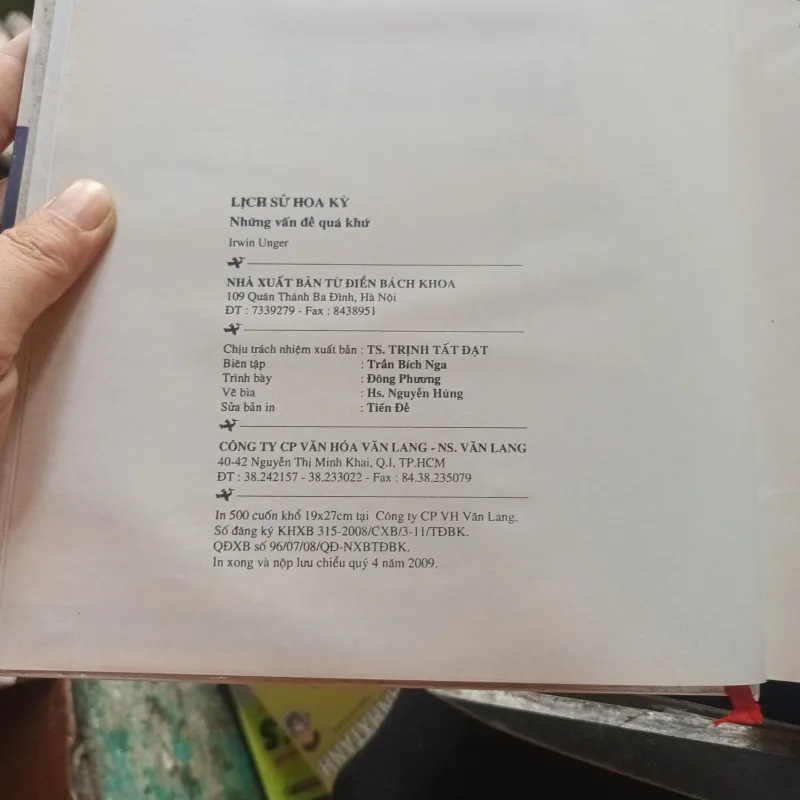 LỊCH SỬ HOA KỲ
Những vấn đề quá khứ
Irwin Unger
NHÀ XUẤT BẢN TỪ ĐIỂN BÁCH KHOA
109 Quán Thánh Ba Đình, Hà Nội
ĐT : 7339279 - Fax : 8438951
Chịu trách nhiệm xuất bản : TS. TRỊNH TẤT ĐẠT
Biên tập : Trần Bích Nga
Trình bày : Đông Phương
Vẽ bìa : Hs. Nguyễn Hùng
Sửa bản in : Tiến Đề
CÔNG TY CP VĂN HÓA VĂN LANG - NS. VĂN LANG
40-42 Nguyễn Thị Minh Khai, Q.1, TP.HCM
ĐT : 38.242157 - 38.233022 - Fax : 84.38.235079
In 500 cuốn khổ 19x27cm tại Công ty CP VH Văn Lang.
Số đăng ký KHXB 315-2008/CXB/3-11/TĐBK.
QĐXB số 96/07/08/QĐ-NXBTĐBK.
In xong và nộp lưu chiểu quý 4 năm 2009.